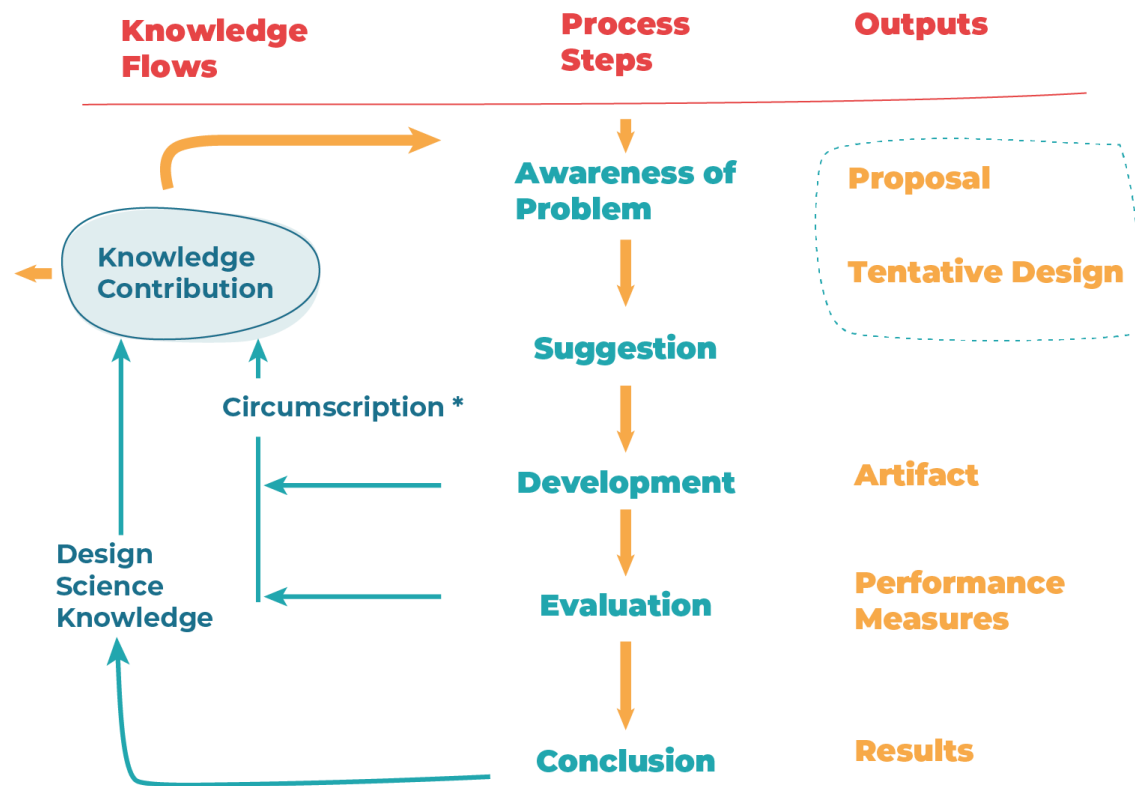 Knowledge
Flows
Process
Steps
Outputs
Awareness of
Problem
Proposal
Knowledge
Contribution
Tentative Design
Suggestion
Circumscription *
Development
Artifact
Design
Science
Knowledge
Evaluation
Performance
Measures
Conclusion
Results